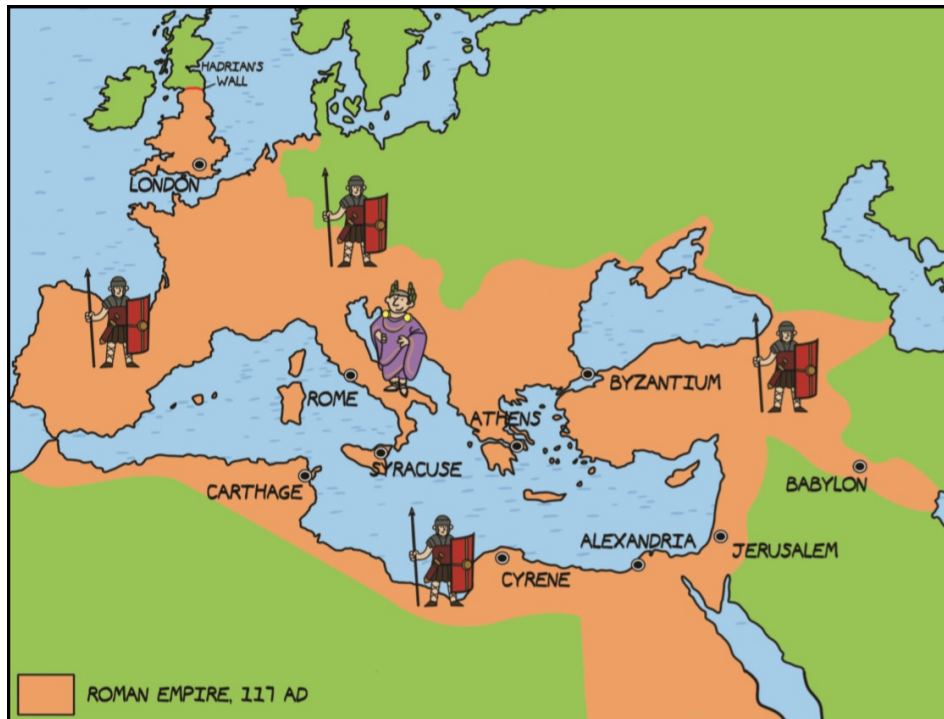 HADRIAN'S
WALL
LONDON
ROME
BYZANTIUM
ATHENS
SYRACUSE
CARTHAGE
BABYLON
ALEXANDRIA
JERUSALEM
CYRENE
ROMAN EMPIRE, 117 AD